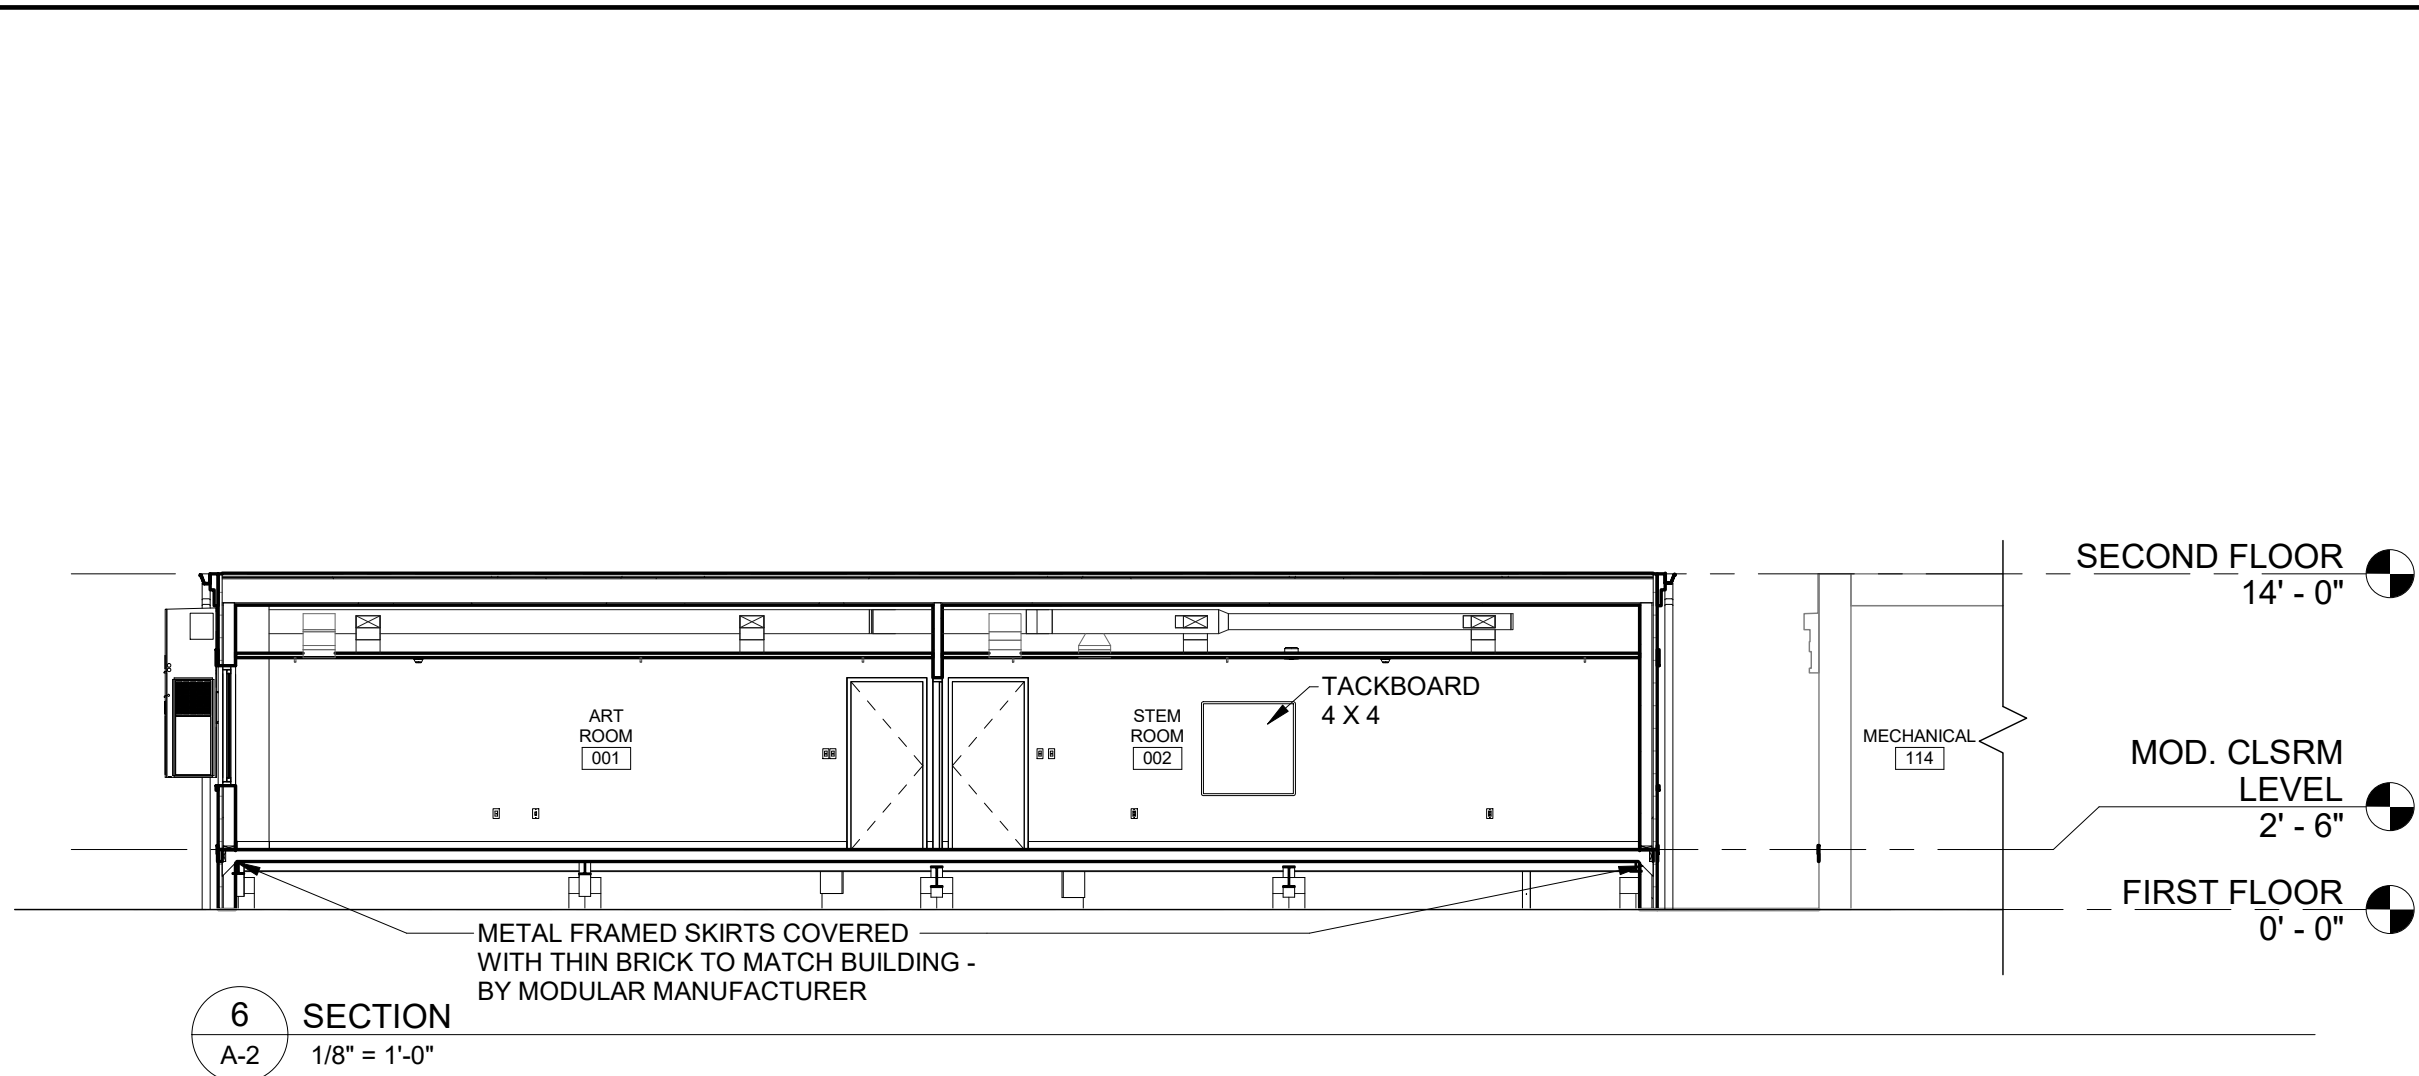 SECOND FLOOR
14' - 0"
TACKBOARD
4 X 4
ART
ROOM
001
STEM
ROOM
002
MECHANICAL
114
MOD. CLSRM
LEVEL
2' - 6"
FIRST FLOOR
0' - 0"
METAL FRAMED SKIRTS COVERED
WITH THIN BRICK TO MATCH BUILDING -
BY MODULAR MANUFACTURER
6
SECTION
A-2
1/8" = 1'-0"